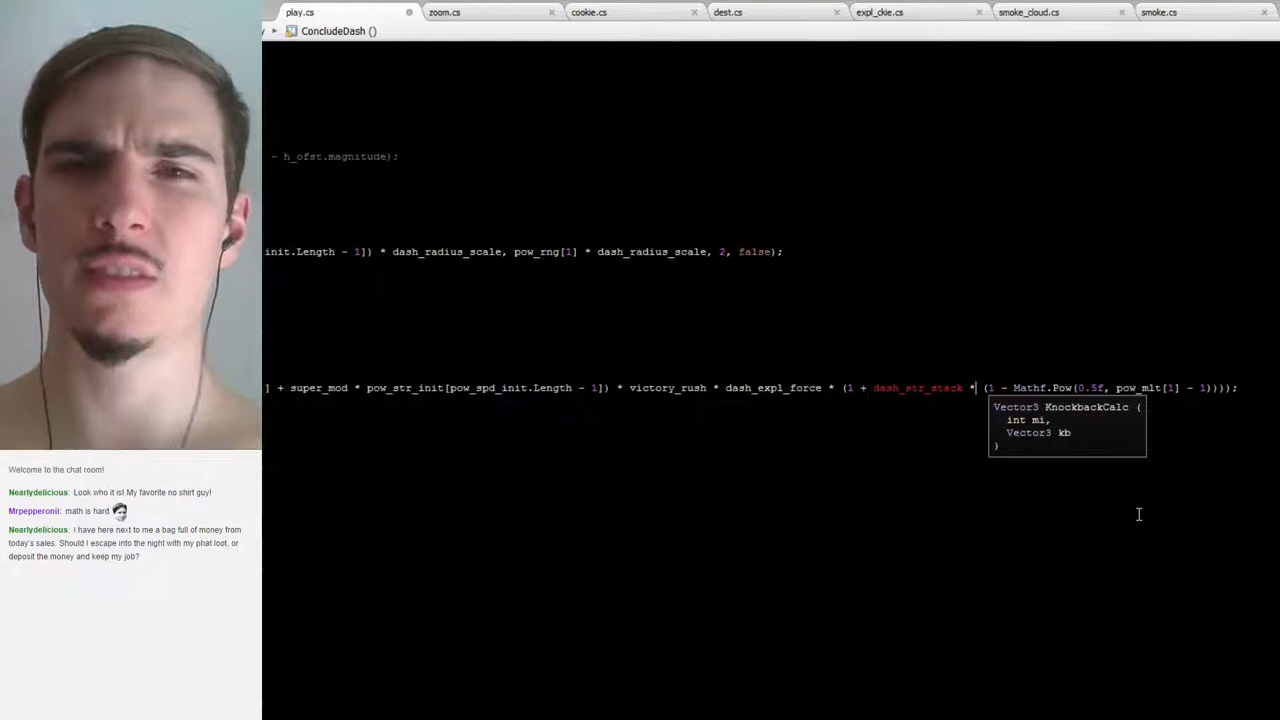 play.cs zoom.cs cookie.cs dest.cs expl_ckie.cs smoke_cloud.cs smoke.cs
ConcludeDash ()
- h_ofst.magnitude);
init.Length - 1]) * dash_radius_scale, pow_rng[1] * dash_radius_scale, 2, false);
] + super_mod * pow_str_init[pow_spd_init.Length - 1]) * victory_rush * dash_expl_force * (1 + dash_str_stack * (1 - Mathf.Pow(0.5f, pow_mlt[1] - 1))));
Vector3 KnockbackCalc (
int mi,
Vector3 kb
)
Welcome to the chat room!
Nearlydelicious: Look who it is! My favorite no shirt guy!
Mrpepperonii: math is hard
Nearlydelicious: I have here next to me a bag full of money from
today's sales. Should I escape into the night with my phat loot, or
deposit the money and keep my job?